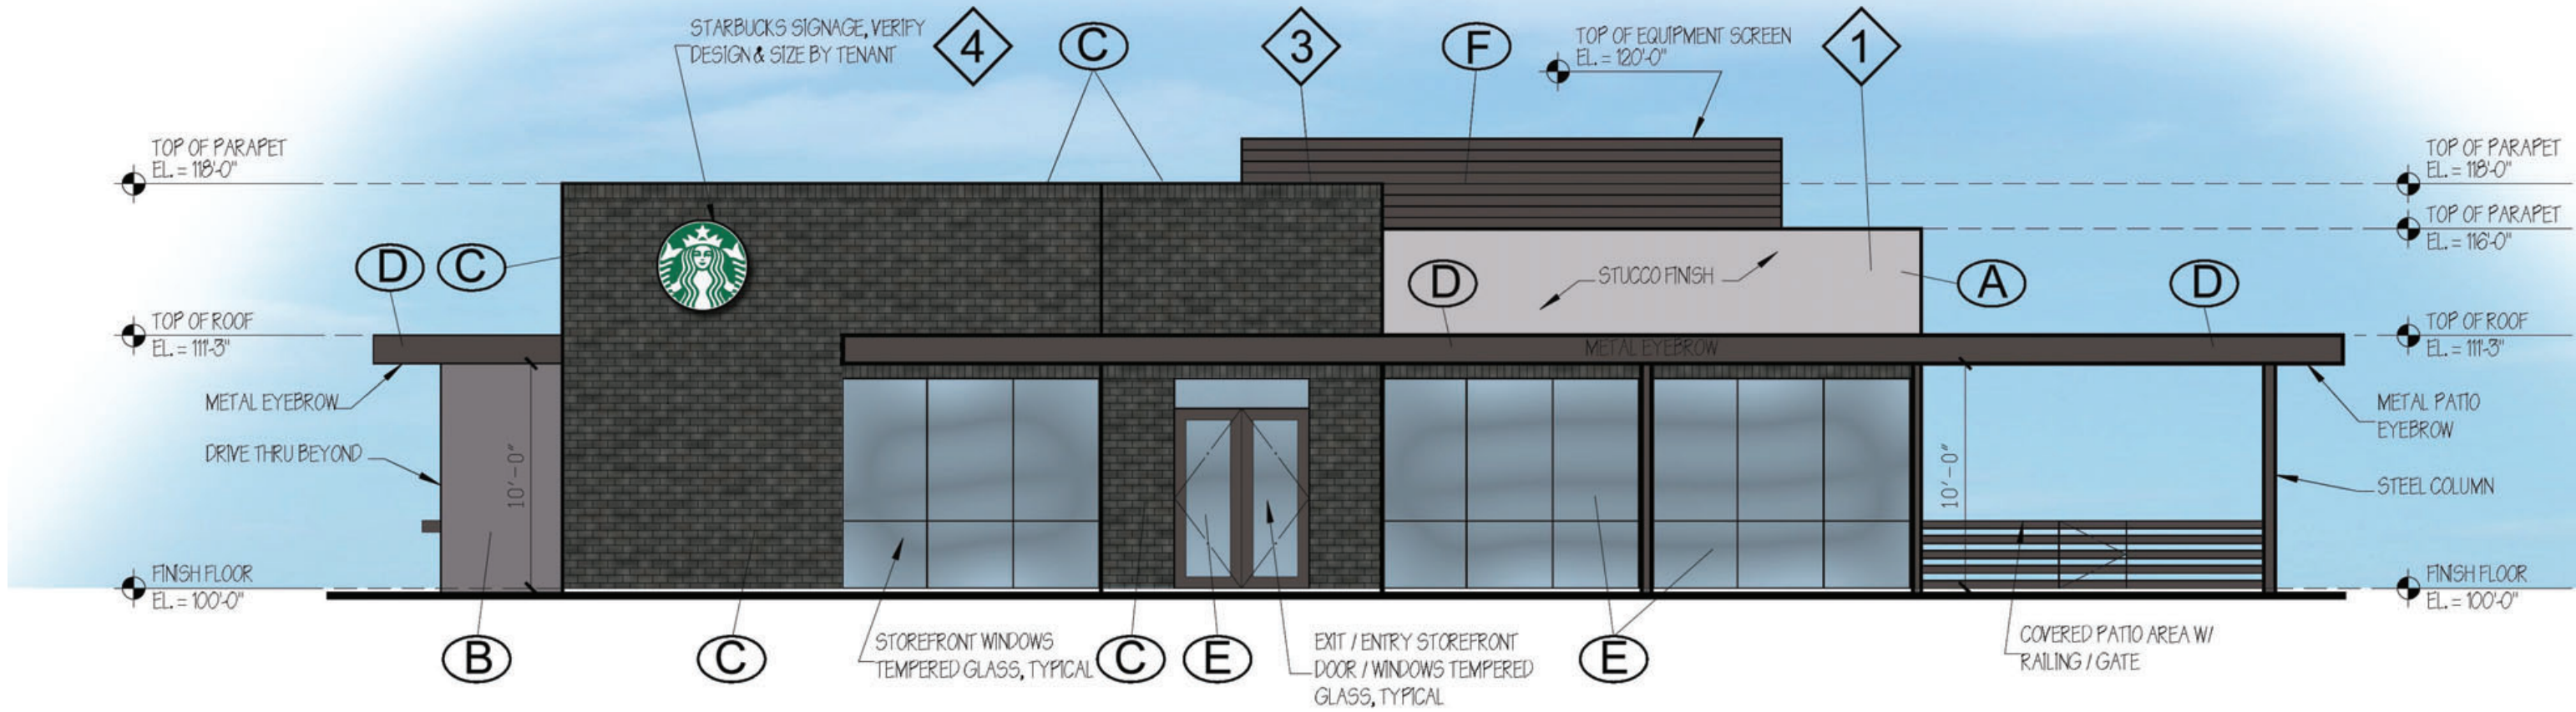 STARBUCKS SIGNAGE, VERIFY
DESIGN & SIZE BY TENANT
4
C
3
F
TOP OF EQUIPMENT SCREEN
EL. = 120'-0"
1
TOP OF PARAPET
EL. = 118'-0"
TOP OF PARAPET
EL. = 118'-0"
TOP OF PARAPET
EL. = 116'-0"
D
C
D
STUCCO FINISH
A
D
TOP OF ROOF
EL. = 111'-3"
METAL EYEBROW
TOP OF ROOF
EL. = 111'-3"
METAL EYEBROW
DRIVE THRU BEYOND
10'-0"
10'-0"
METAL PATIO
EYEBROW
STEEL COLUMN
FINISH FLOOR
EL. = 100'-0"
FINISH FLOOR
EL. = 100'-0"
B
C
STOREFRONT WINDOWS
TEMPERED GLASS, TYPICAL
C
E
EXIT / ENTRY STOREFRONT
DOOR / WINDOWS TEMPERED
GLASS, TYPICAL
E
COVERED PATIO AREA W/
RAILING / GATE